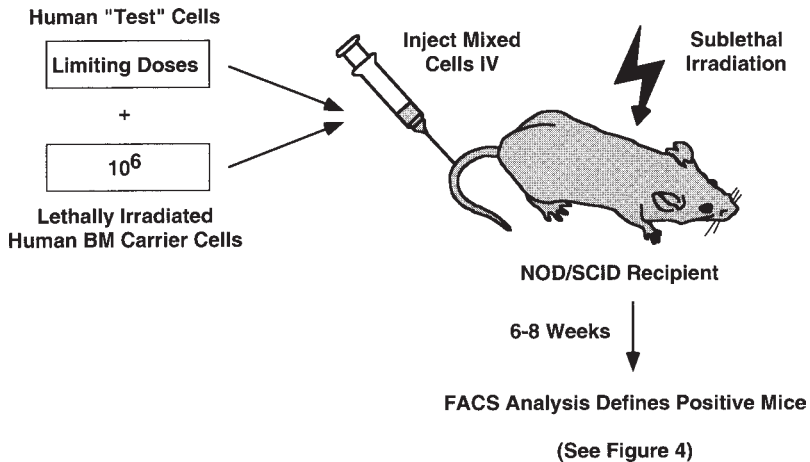 Human "Test" Cells
Limiting Doses
+
10⁶
Lethally Irradiated
Human BM Carrier Cells
Inject Mixed
Cells IV
Sublethal
Irradiation
NOD/SCID Recipient
6-8 Weeks
FACS Analysis Defines Positive Mice
(See Figure 4)